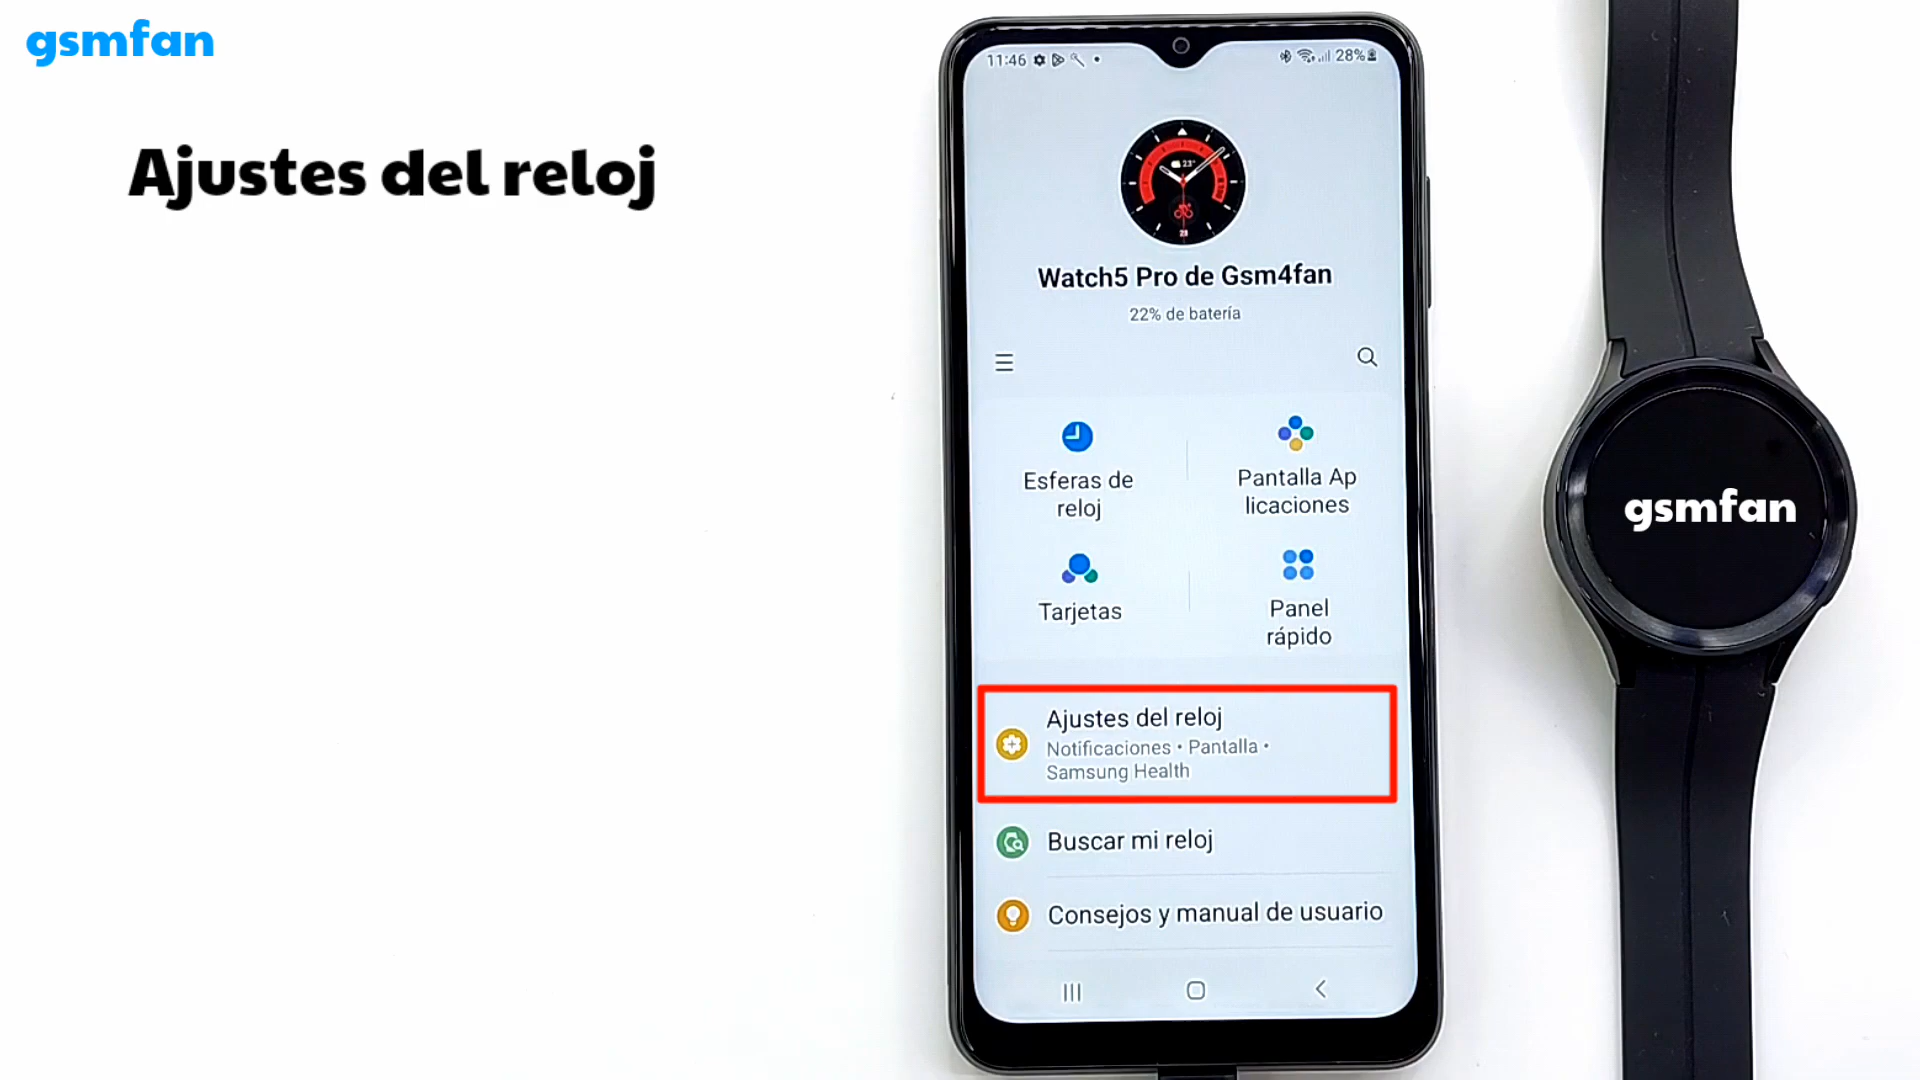 gsmfan
Ajustes del reloj
11:46
28%
23°
23
Watch5 Pro de Gsm4fan
22% de batería
Esferas de
reloj
Pantalla Ap
licaciones
Tarjetas
Panel
rápido
Ajustes del reloj
Notificaciones • Pantalla •
Samsung Health
Buscar mi reloj
Consejos y manual de usuario
gsmfan